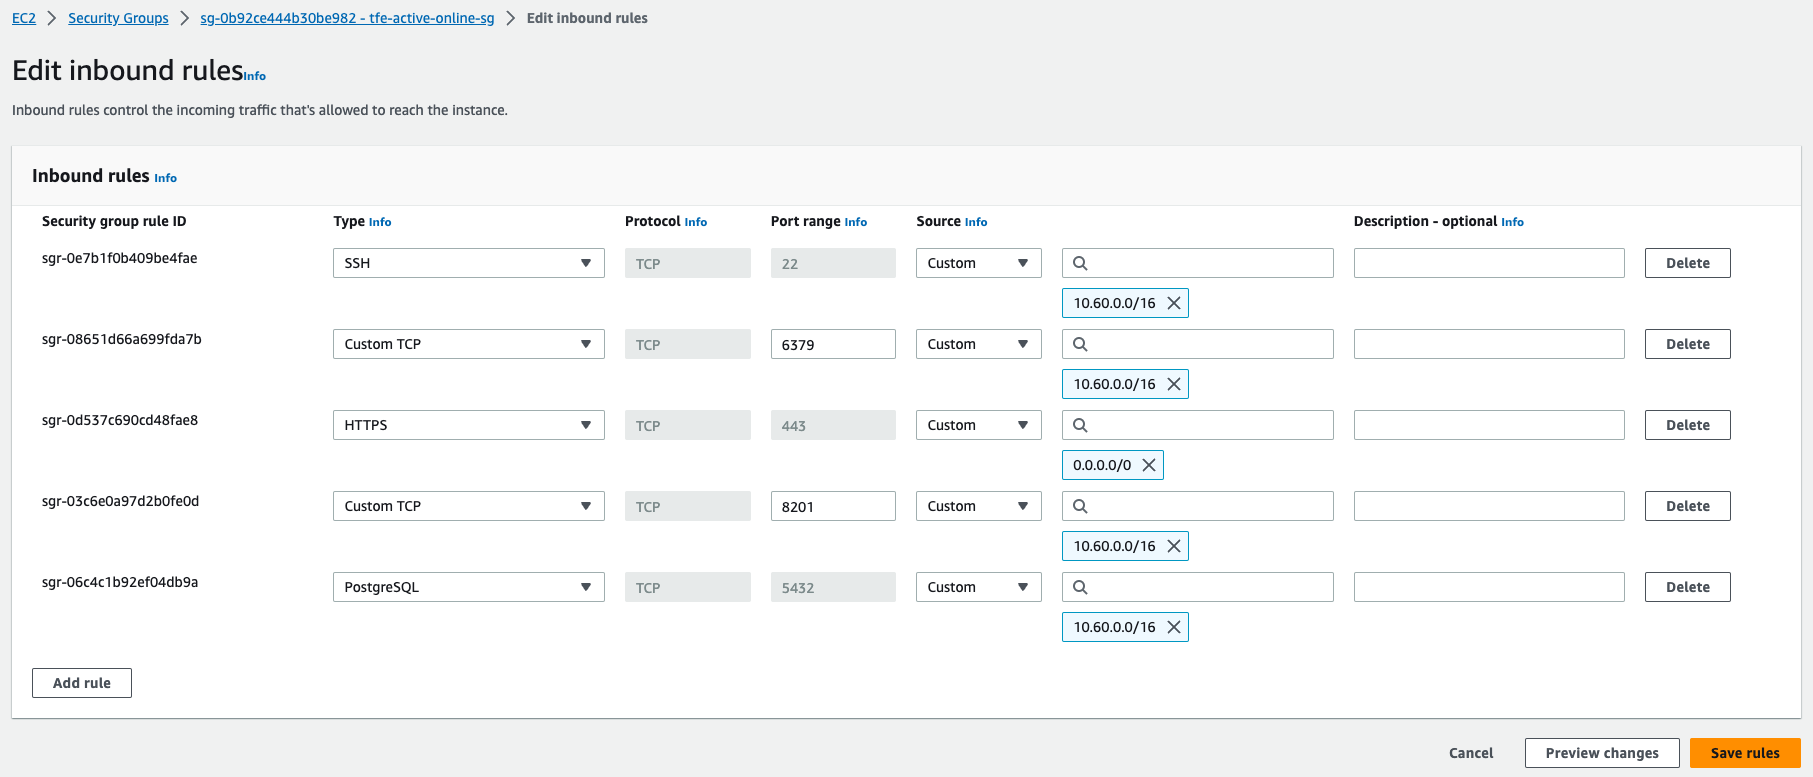 EC2 > Security Groups > sg-0b92ce444b30be982 - tfe-active-online-sg > Edit inbound rules
Edit inbound rules Info
Inbound rules control the incoming traffic that's allowed to reach the instance.
Inbound rules Info
Security group rule ID Type Info Protocol Info Port range Info Source Info Description - optional Info
sgr-0e7b1f0b409be4fae SSH TCP 22 Custom Delete
10.60.0.0/16
sgr-08651d66a699fda7b Custom TCP TCP 6379 Custom Delete
10.60.0.0/16
sgr-0d537c690cd48fae8 HTTPS TCP 443 Custom Delete
0.0.0.0/0
sgr-03c6e0a97d2b0fe0d Custom TCP TCP 8201 Custom Delete
10.60.0.0/16
sgr-06c4c1b92ef04db9a PostgreSQL TCP 5432 Custom Delete
10.60.0.0/16
Add rule
Cancel Preview changes Save rules